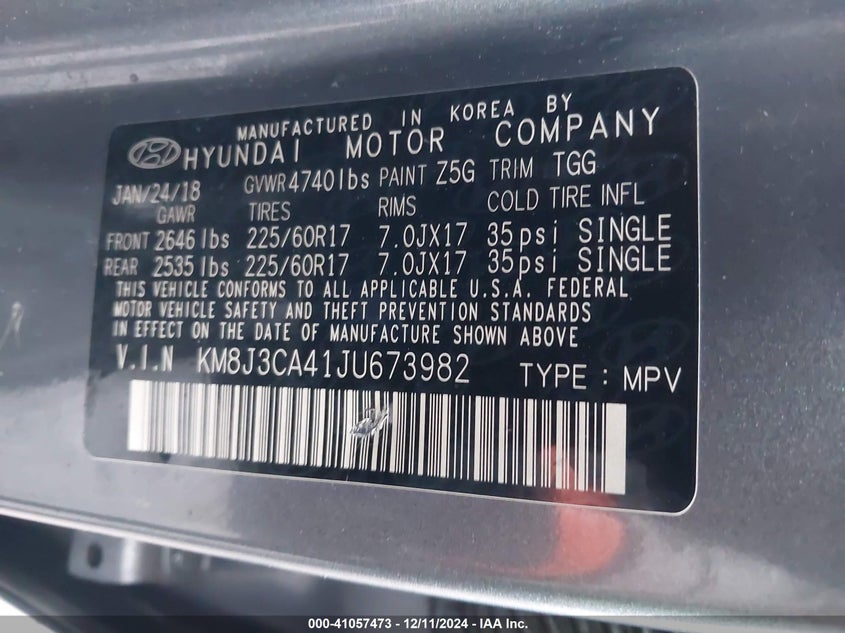 MANUFACTURED IN KOREA BY
HYUNDAI MOTOR COMPANY
JAN/24/18 GVWR 4740lbs PAINT Z5G TRIM TGG
GAWR TIRES RIMS COLD TIRE INFL
FRONT 2646 lbs 225/60R17 7.0JX17 35psi SINGLE
REAR 2535 lbs 225/60R17 7.0JX17 35psi SINGLE
THIS VEHICLE CONFORMS TO ALL APPLICABLE U.S.A. FEDERAL
MOTOR VEHICLE SAFETY AND THEFT PREVENTION STANDARDS
IN EFFECT ON THE DATE OF MANUFACTURE SHOWN ABOVE
V.I.N KM8J3CA41JU673982 TYPE : MPV
000-41057473 - 12/11/2024 - IAA Inc.